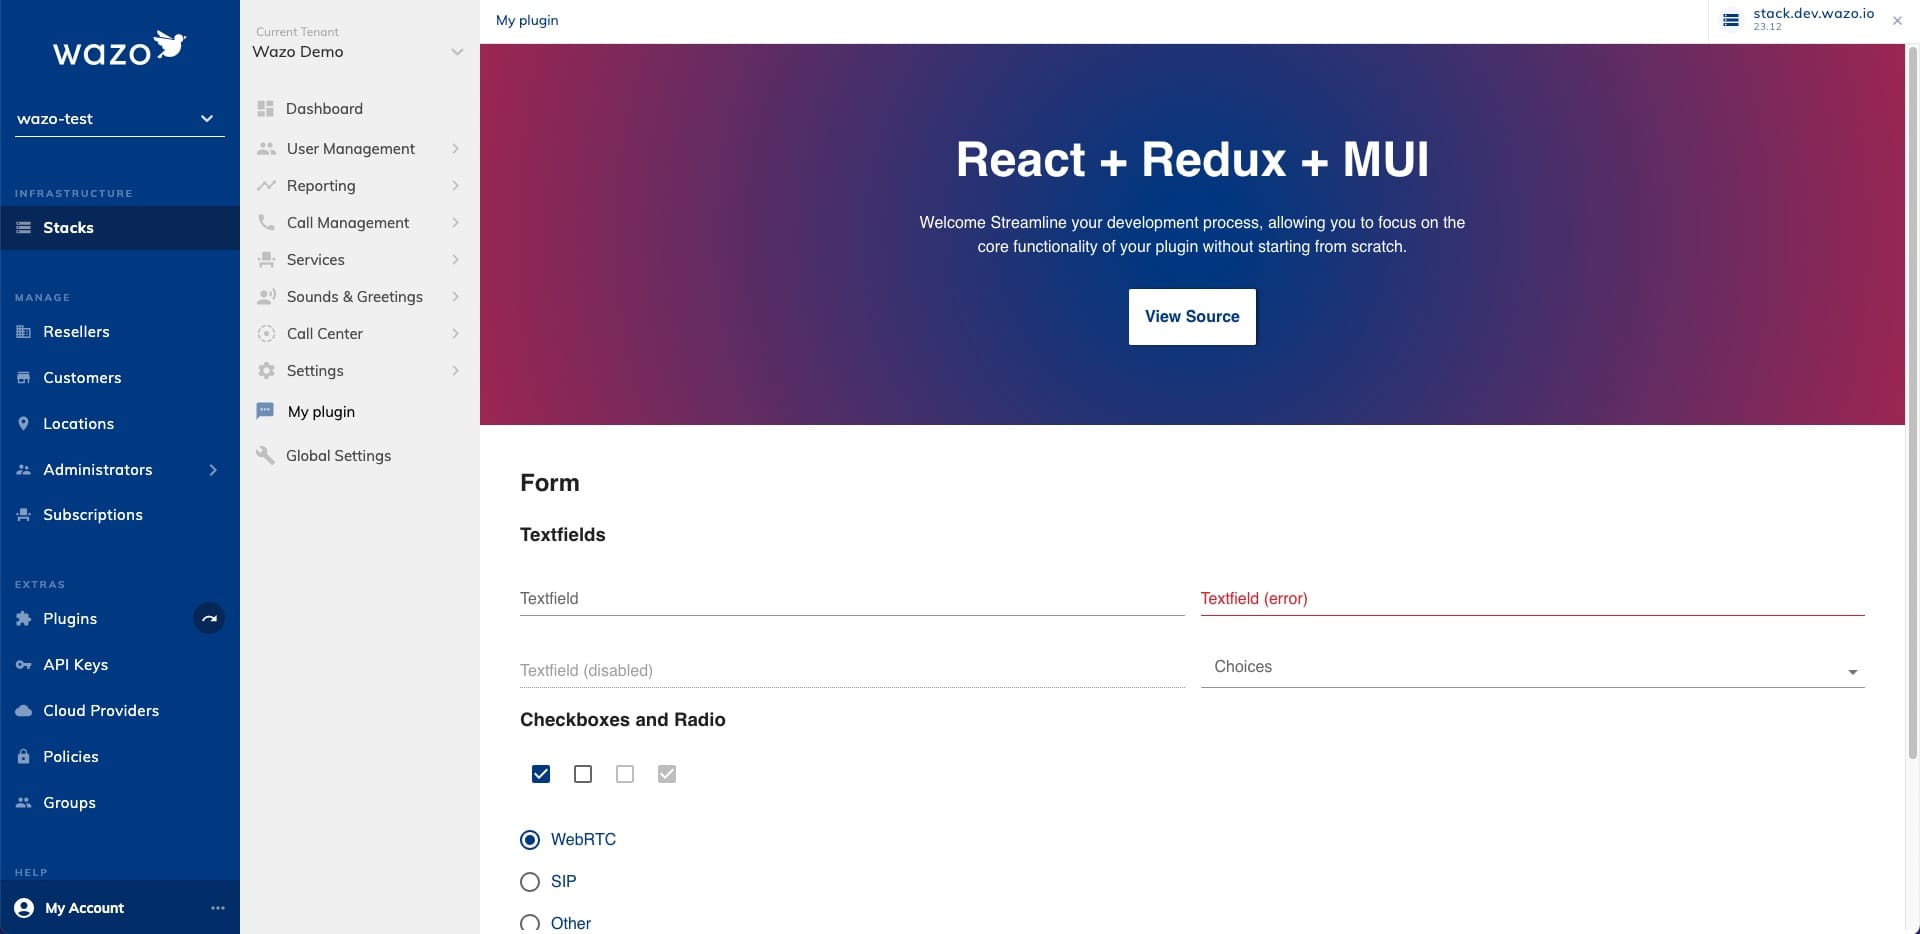 wazo
wazo-test
INFRASTRUCTURE
Stacks
MANAGE
Resellers
Customers
Locations
Administrators
Subscriptions
EXTRAS
Plugins
API Keys
Cloud Providers
Policies
Groups
HELP
My Account
Current Tenant
Wazo Demo
Dashboard
User Management
Reporting
Call Management
Services
Sounds & Greetings
Call Center
Settings
My plugin
Global Settings
My plugin
stack.dev.wazo.io
23.12
React + Redux + MUI
Welcome Streamline your development process, allowing you to focus on the
core functionality of your plugin without starting from scratch.
View Source
Form
Textfields
Textfield
Textfield (error)
Textfield (disabled)
Choices
Checkboxes and Radio
WebRTC
SIP
Other